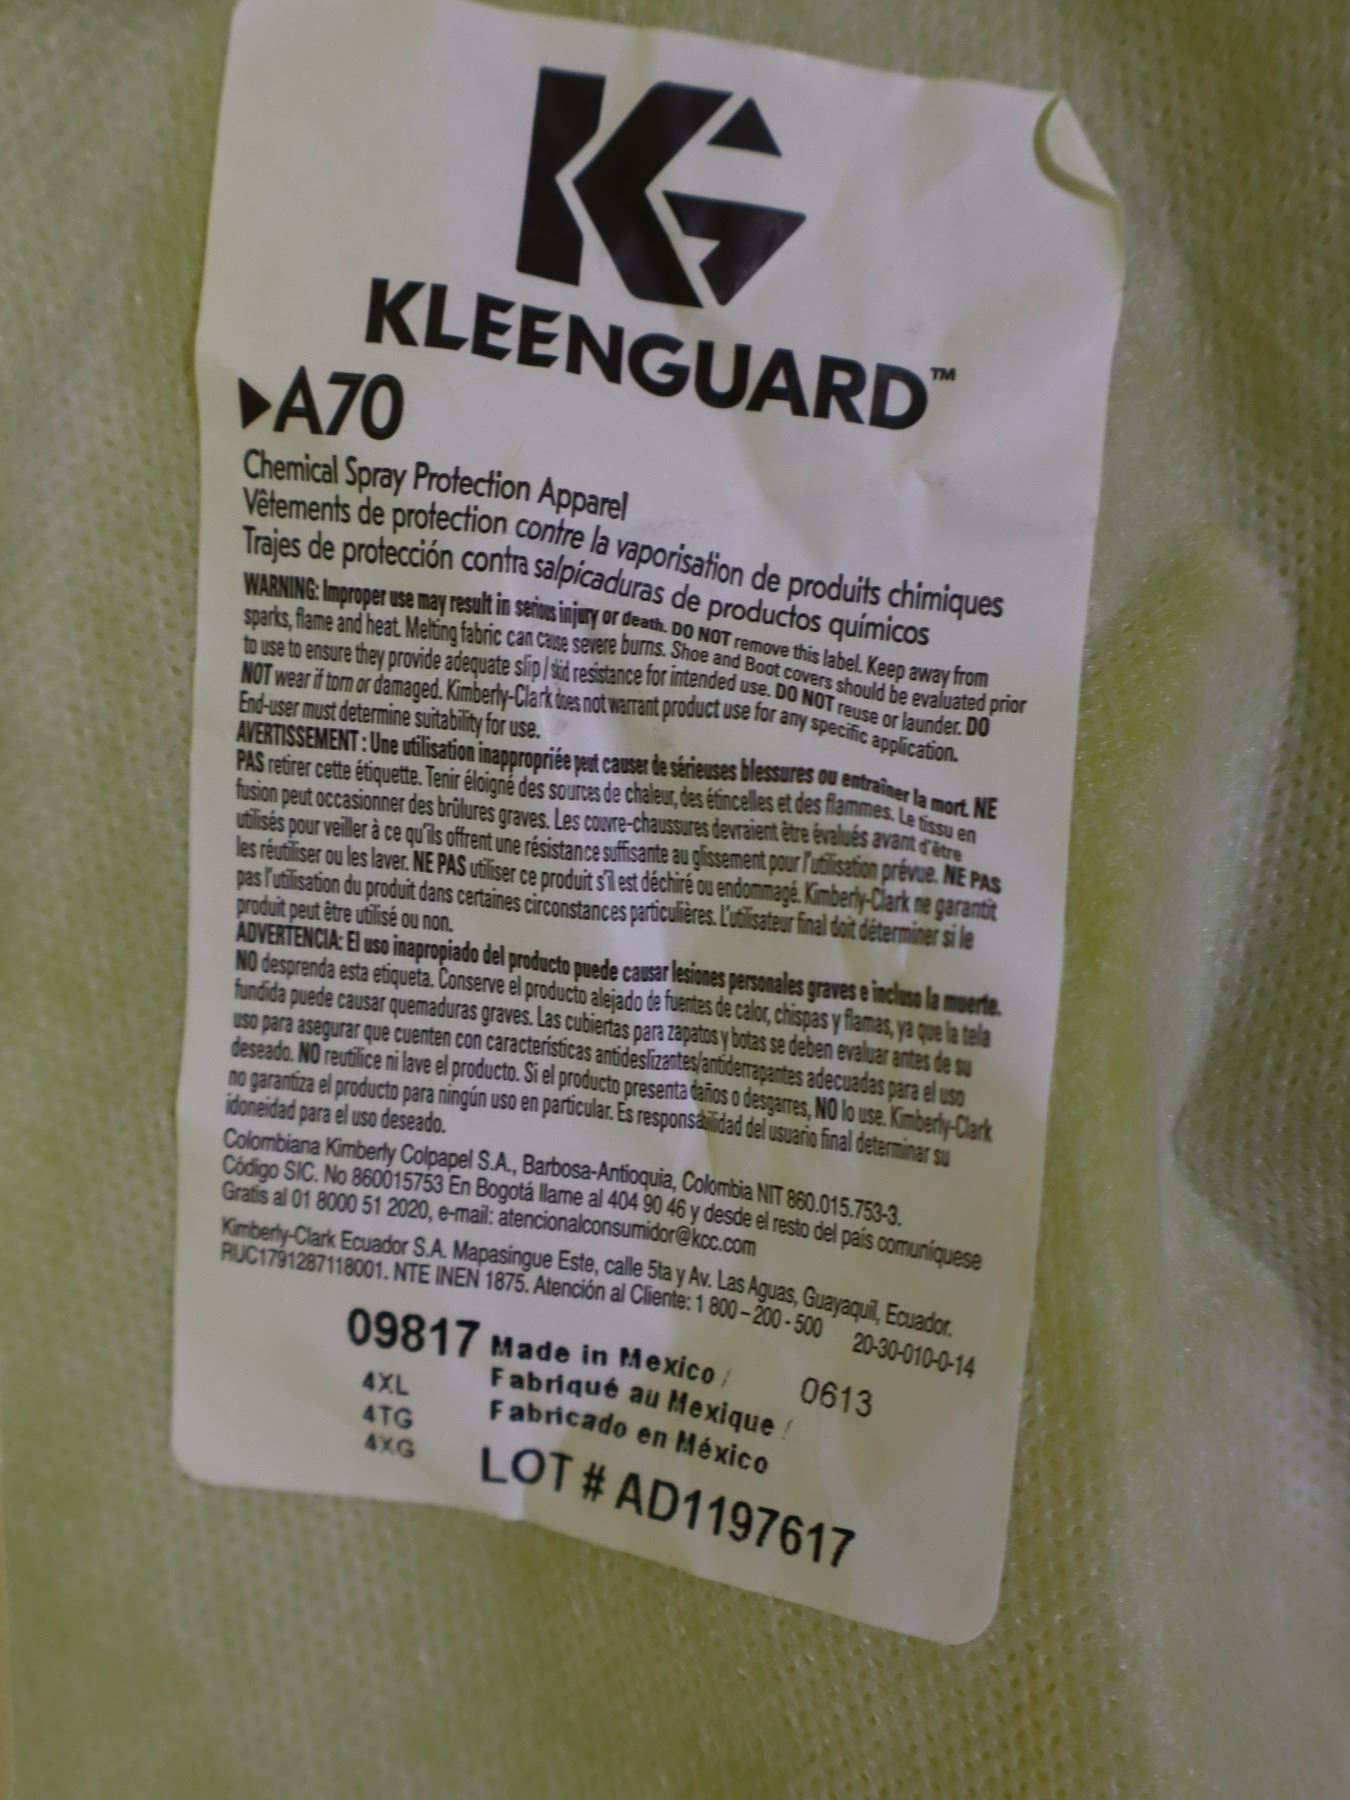 KG
KLEENGUARD™
▶A70
Chemical Spray Protection Apparel
Vêtements de protection contre la vaporisation de produits chimiques
Trajes de protección contra salpicaduras de productos químicos
WARNING: Improper use may result in serious injury or death. DO NOT remove this label. Keep away from
sparks, flame and heat. Melting fabric can cause severe burns. Shoe and Boot covers should be evaluated prior
to use to ensure they provide adequate slip / skid resistance for intended use. DO NOT reuse or launder. DO
NOT wear if torn or damaged. Kimberly-Clark does not warrant product use for any specific application.
End-user must determine suitability for use.
AVERTISSEMENT : Une utilisation inappropriée peut causer de sérieuses blessures ou entraîner la mort. NE
PAS retirer cette étiquette. Tenir éloigné des sources de chaleur, des étincelles et des flammes. Le tissu en
fusion peut occasionner des brûlures graves. Les couvre-chaussures devraient être évalués avant d'être
utilisés pour veiller à ce qu'ils offrent une résistance suffisante au glissement pour l'utilisation prévue. NE PAS
les réutiliser ou les laver. NE PAS utiliser ce produit s'il est déchiré ou endommagé. Kimberly-Clark ne garantit
pas l'utilisation du produit dans certaines circonstances particulières. L'utilisateur final doit déterminer si le
produit peut être utilisé ou non.
ADVERTENCIA: El uso inapropiado del producto puede causar lesiones personales graves e incluso la muerte.
NO desprenda esta etiqueta. Conserve el producto alejado de fuentes de calor, chispas y flamas, ya que la tela
fundida puede causar quemaduras graves. Las cubiertas para zapatos y botas se deben evaluar antes de su
uso para asegurar que cuenten con características antideslizantes/antiderrapantes adecuadas para el uso
deseado. NO reutilice ni lave el producto. Si el producto presenta daños o desgarres, NO lo use. Kimberly-Clark
no garantiza el producto para ningún uso en particular. Es responsabilidad del usuario final determinar su
idoneidad para el uso deseado.
Colombiana Kimberly Colpapel S.A., Barbosa-Antioquia, Colombia NIT 860.015.753-3.
Código SIC. No 860015753 En Bogotá llame al 404 90 46 y desde el resto del país comuníquese
Gratis al 01 8000 51 2020, e-mail: atencionalconsumidor@kcc.com
Kimberly-Clark Ecuador S.A. Mapasingue Este, calle 5ta y Av. Las Aguas, Guayaquil, Ecuador.
RUC1791287118001. NTE INEN 1875. Atención al Cliente: 1 800 – 200 - 500 20-30-010-0-14
09817 Made in Mexico / 0613
4XL Fabriqué au Mexique /
4TG Fabricado en México
4XG
LOT # AD1197617